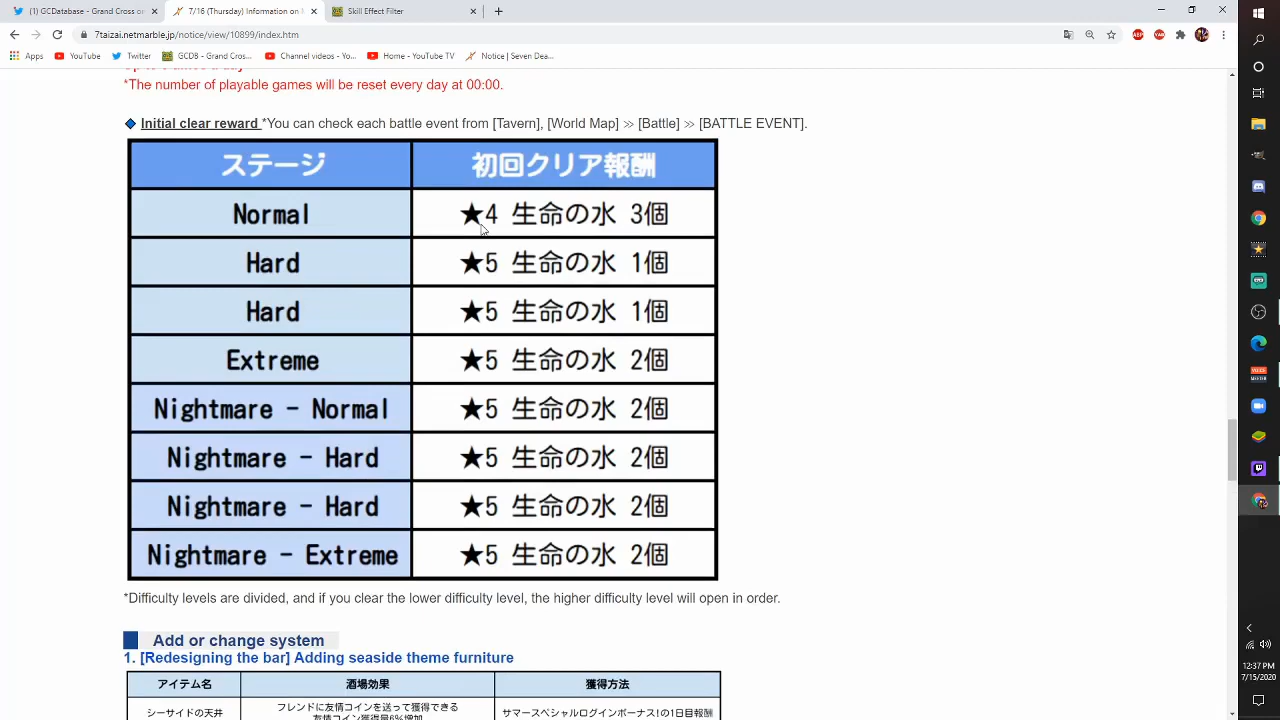 (1) GCDatabase - Grand Cross on
7/16 (Thursday) Information on
Skill Effect Filter
7taizai.netmarble.jp/notice/view/10899/index.htm
Apps
YouTube
Twitter
GCDB - Grand Cros...
Channel videos - Yo...
Home - YouTube TV
Notice | Seven Dea...
*The number of playable games will be reset every day at 00:00.
Initial clear reward *You can check each battle event from [Tavern], [World Map] ≫ [Battle] ≫ [BATTLE EVENT].
ステージ 初回クリア報酬
Normal ★4 生命の水 3個
Hard ★5 生命の水 1個
Hard ★5 生命の水 1個
Extreme ★5 生命の水 2個
Nightmare - Normal ★5 生命の水 2個
Nightmare - Hard ★5 生命の水 2個
Nightmare - Hard ★5 生命の水 2個
Nightmare - Extreme ★5 生命の水 2個
*Difficulty levels are divided, and if you clear the lower difficulty level, the higher difficulty level will open in order.
Add or change system
1. [Redesigning the bar] Adding seaside theme furniture
アイテム名 酒場効果 獲得方法
シーサイドの天井 フレンドに友情コインを送って獲得できる サマースペシャルログインボーナス!の1日目報酬
友情コイン獲得量6%増加
12:37 PM
7/15/2020